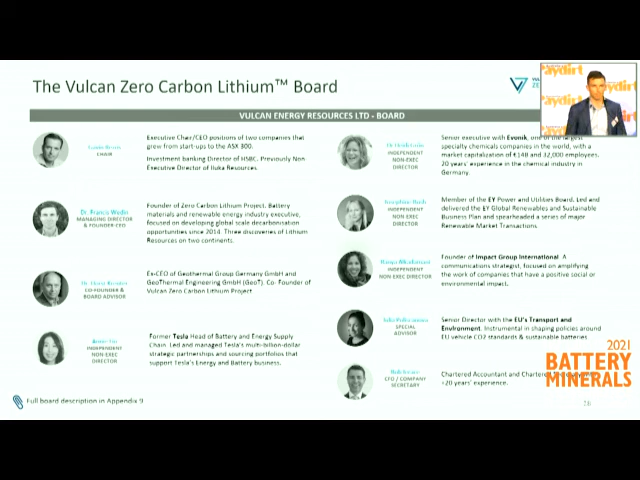 The Vulcan Zero Carbon Lithium™ Board
VULCAN ENERGY RESOURCES LTD - BOARD
CHAIR
Executive Chair/CEO positions of two companies that
grew from start-ups to the ASX 300.
Investment banking Director of HSBC. Previously Non
Executive Director of Iluka Resources.
Dr. Francis Wedin
MANAGING DIRECTOR
& FOUNDER-CEO
Founder of Zero Carbon Lithium Project. Battery
materials and renewable energy industry executive,
focused on developing global scale decarbonation
opportunities since 2014. Three discoveries of Lithium
Resources on two continents.
CO-FOUNDER &
BOARD ADVISOR
Ex-CEO of Geothermal Group Germany GmbH and
GeoThermal Engineering GmbH (GeoT). Co- Founder of
Vulcan Zero Carbon Lithium Project
INDEPENDENT
NON-EXEC
DIRECTOR
Former Tesla Head of Battery and Energy Supply
Chain. Led and managed Tesla's multi-billion-dollar
strategic partnerships and sourcing portfolios that
support Tesla's Energy and Battery business.
INDEPENDENT
NON-EXEC
DIRECTOR
Senior executive with Evonik, one of the largest
specialty chemicals companies in the world, with a
market capitalization of €14B and 32,000 employees.
20 years' experience in the chemical industry in
Germany.
INDEPENDENT
NON EXEC
DIRECTOR
Member of the EY Power and Utilities Board. Led and
delivered the EY Global Renewables and Sustainable
Business Plan and spearheaded a series of major
Renewable Market Transactions.
INDEPENDENT
NON EXEC DIRECTOR
Founder of Impact Group International. A
communications strategist, focused on amplifying
the work of companies that have a positive social or
environmental impact.
SPECIAL
ADVISOR
Senior Director with the EU's Transport and
Environment. Instrumental in shaping policies around
EU vehicle CO2 standards & sustainable batteries
CFO / COMPANY
SECRETARY
Chartered Accountant and Chartered
+20 years' experience.
Full board description in Appendix 9
2021
BATTERY
MINERALS